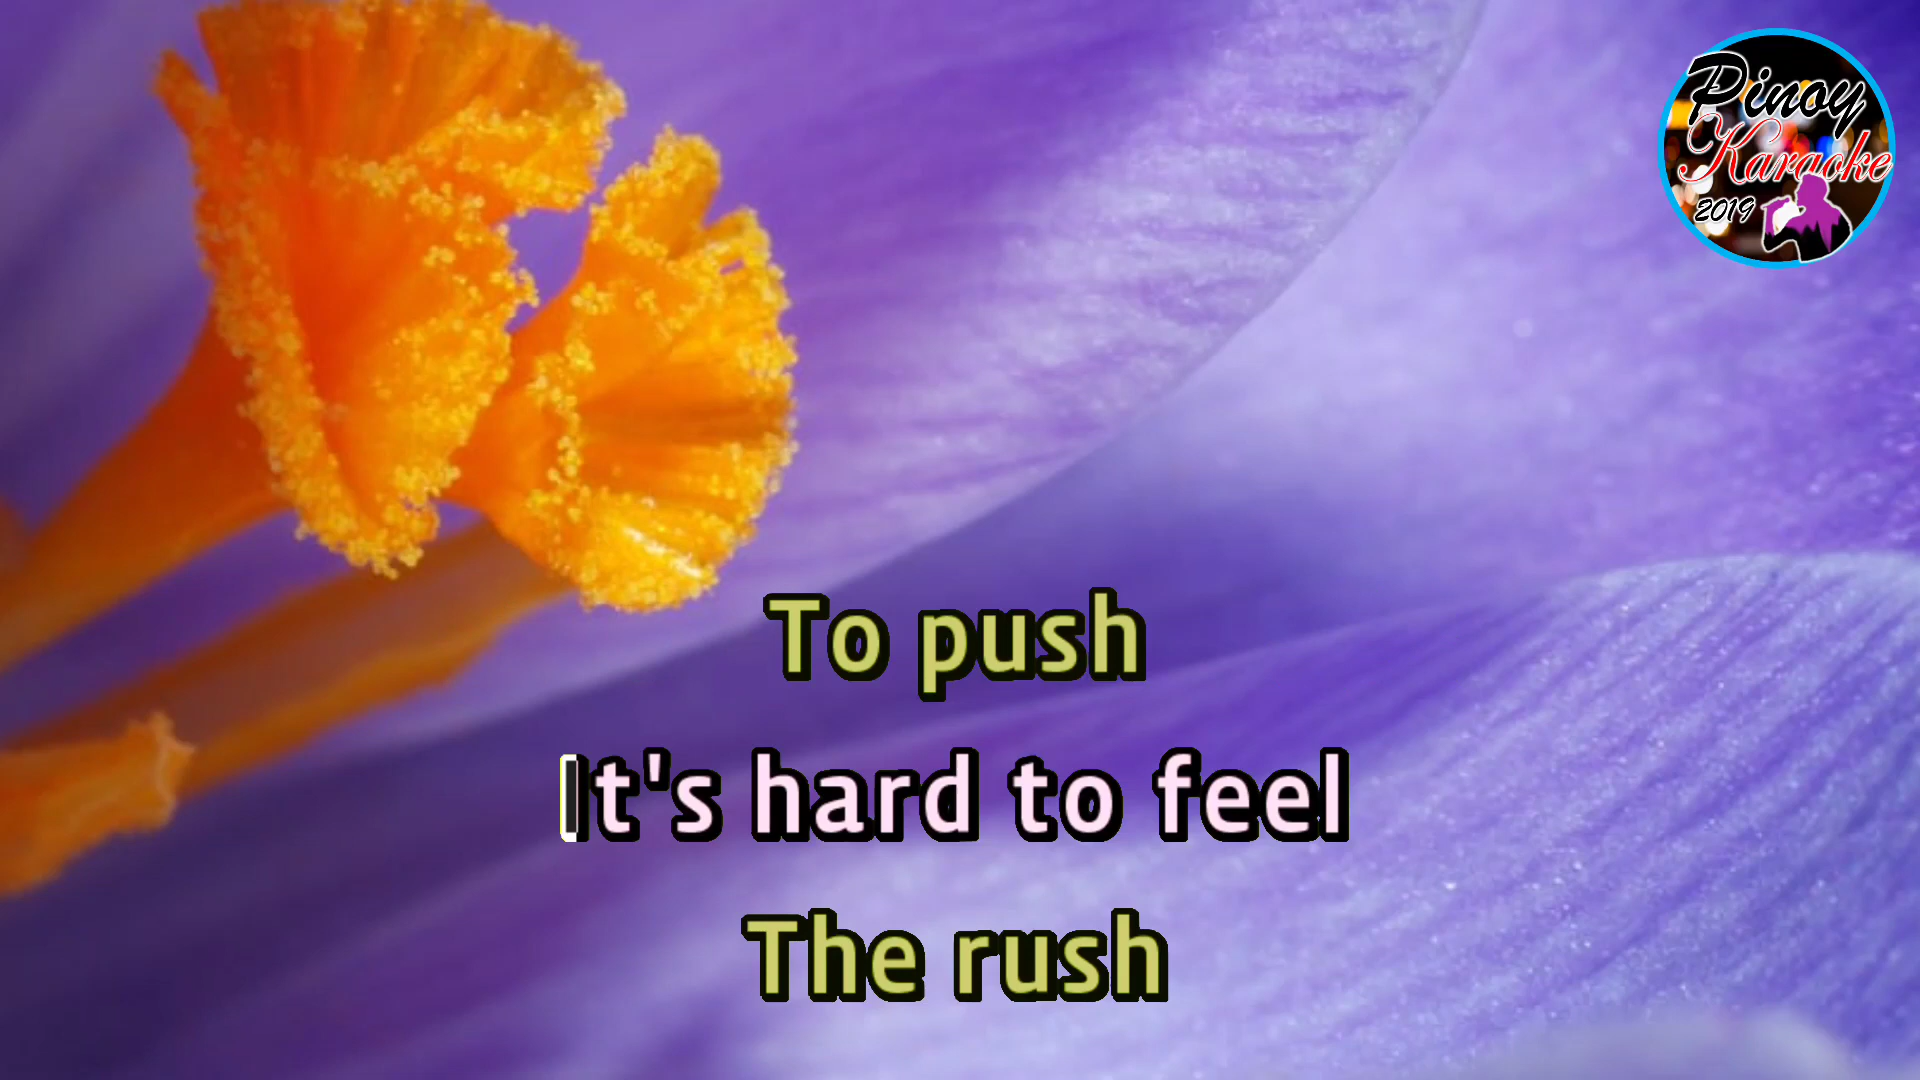 Pinoy
Karaoke
2019
To push
It's hard to feel
The rush